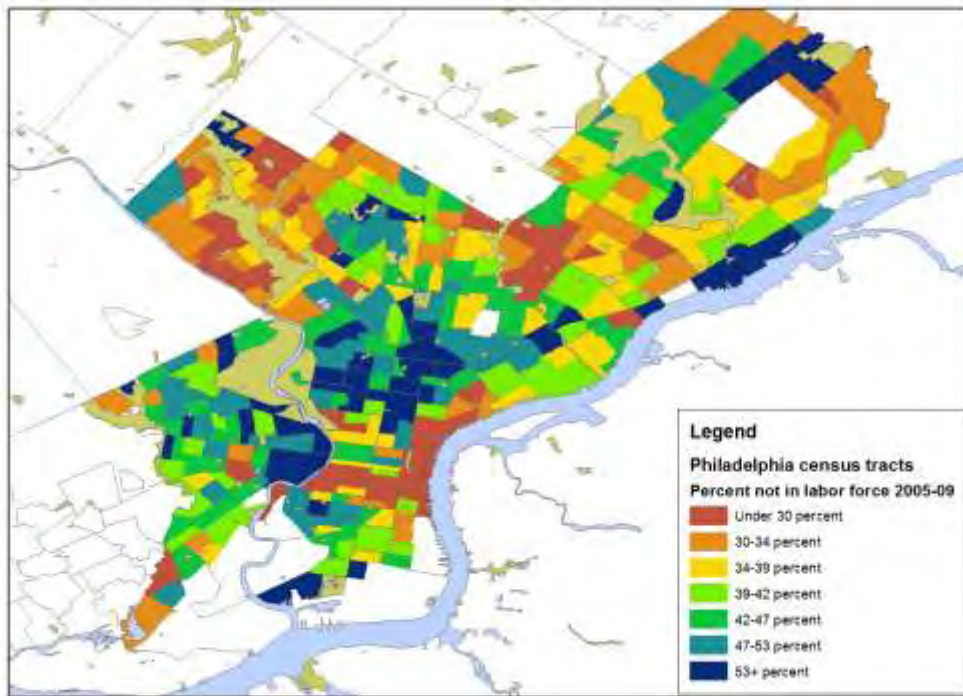 Legend
Philadelphia census tracts
Percent not in labor force 2005-09
Under 30 percent
30-34 percent
34-39 percent
39-42 percent
42-47 percent
47-53 percent
53+ percent